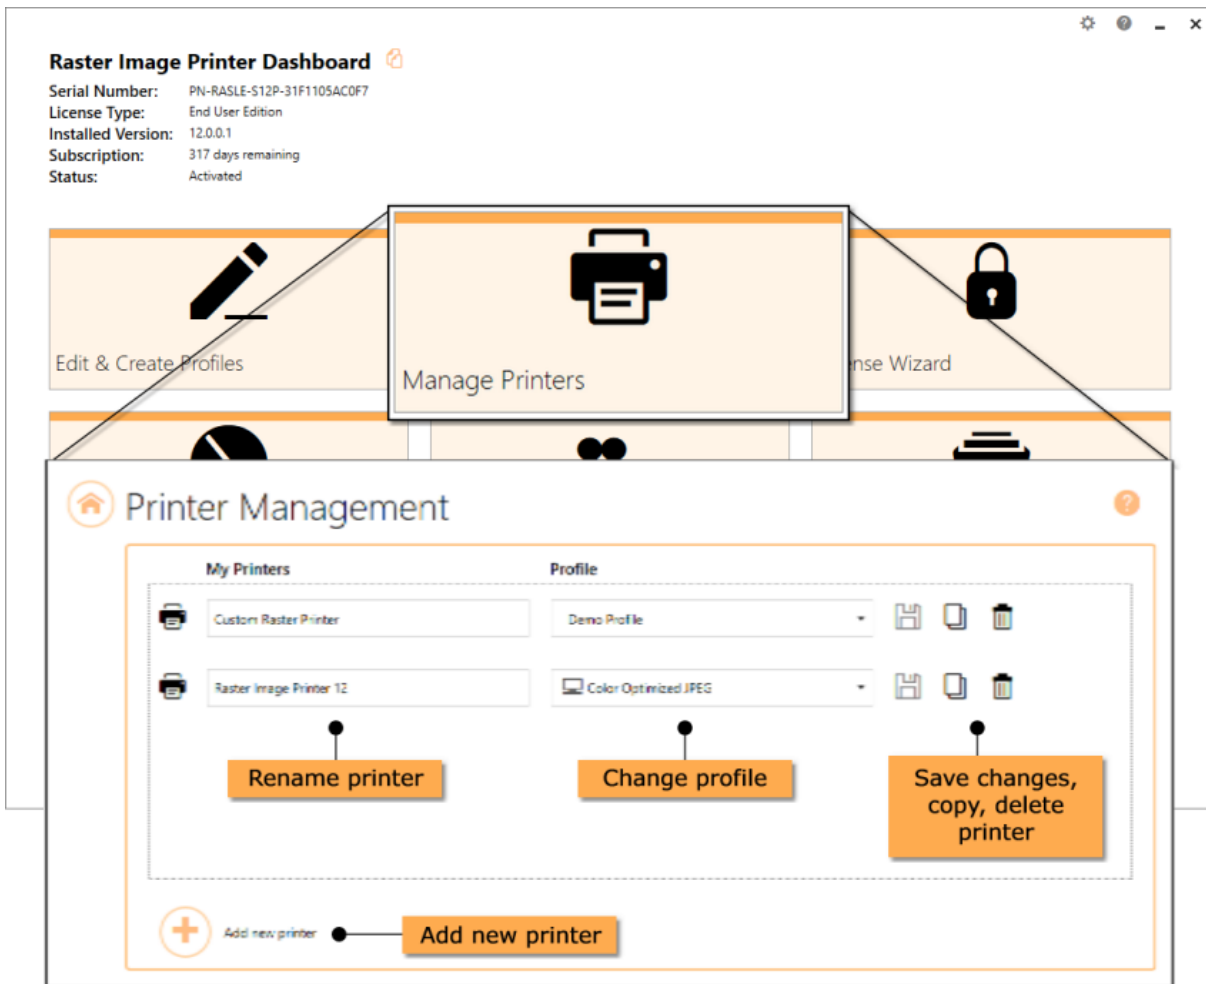 Raster Image Printer Dashboard
Serial Number: PN-RASLE-S12P-31F1105AC0F7
License Type: End User Edition
Installed Version: 12.0.0.1
Subscription: 317 days remaining
Status: Activated
Edit & Create Profiles
Manage Printers
Wizard
Printer Management
My Printers Profile
Custom Raster Printer Demo Profile
Raster Image Printer 12 Color Optimized JPEG
Rename printer
Change profile
Save changes,
copy, delete
printer
Add new printer
Add new printer